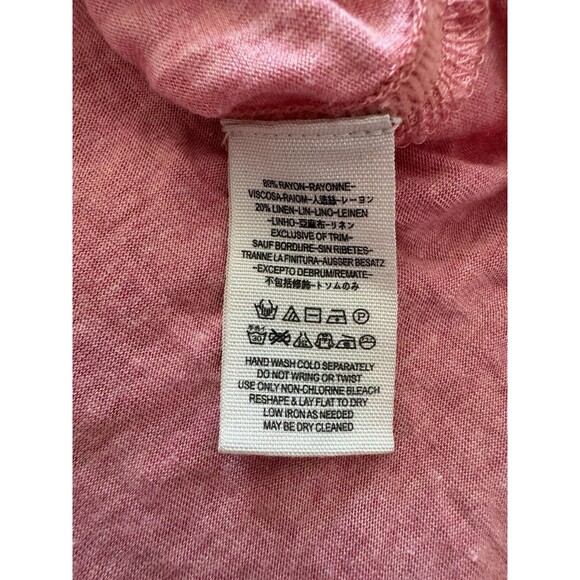 80% RAYON-RAYONNE-
VISCOSA-RAIOM-人造絲-レーヨン
20% LINEN-LIN-LINO-LEINEN
-LINHO-亞麻布-リネン
EXCLUSIVE OF TRIM-
SAUF BORDURE-SIN RIBETES-
TRANNE LA FINITURA-AUSSER BESATZ
-EXCEPTO DEBRUM/REMATE-
不包括修飾-トソムのみ
P
30
HAND WASH COLD SEPARATELY
DO NOT WRING OR TWIST
USE ONLY NON-CHLORINE BLEACH
RESHAPE & LAY FLAT TO DRY
LOW IRON AS NEEDED
MAY BE DRY CLEANED